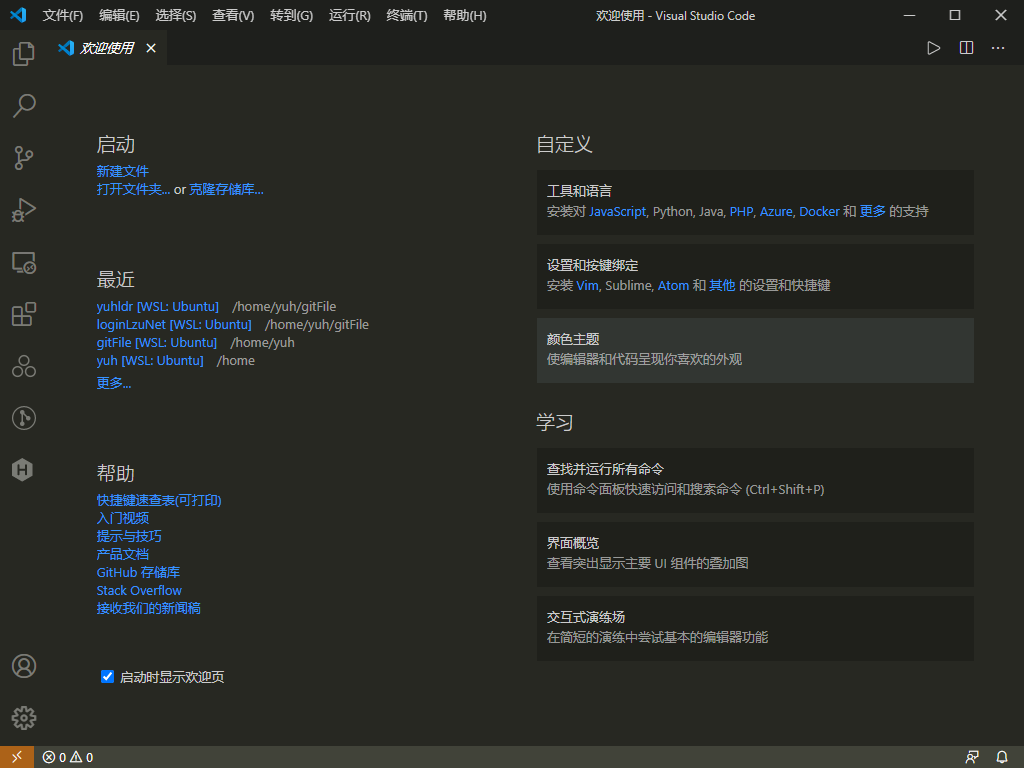 文件(F) 编辑(E) 选择(S) 查看(V) 转到(G) 运行(R) 终端(T) 帮助(H) 欢迎使用 - Visual Studio Code
欢迎使用
启动
新建文件
打开文件夹... or 克隆存储库...
最近
yuhldr [WSL: Ubuntu] /home/yuh/gitFile
loginLzuNet [WSL: Ubuntu] /home/yuh/gitFile
gitFile [WSL: Ubuntu] /home/yuh
yuh [WSL: Ubuntu] /home
更多...
帮助
快捷键速查表(可打印)
入门视频
提示与技巧
产品文档
GitHub 存储库
Stack Overflow
接收我们的新闻稿
启动时显示欢迎页
自定义
工具和语言
安装对 JavaScript, Python, Java, PHP, Azure, Docker 和 更多 的支持
设置和按键绑定
安装 Vim, Sublime, Atom 和 其他 的设置和快捷键
颜色主题
使编辑器和代码呈现你喜欢的外观
学习
查找并运行所有命令
使用命令面板快速访问和搜索命令 (Ctrl+Shift+P)
界面概览
查看突出显示主要 UI 组件的叠加图
交互式演练场
在简短的演练中尝试基本的编辑器功能
0 0